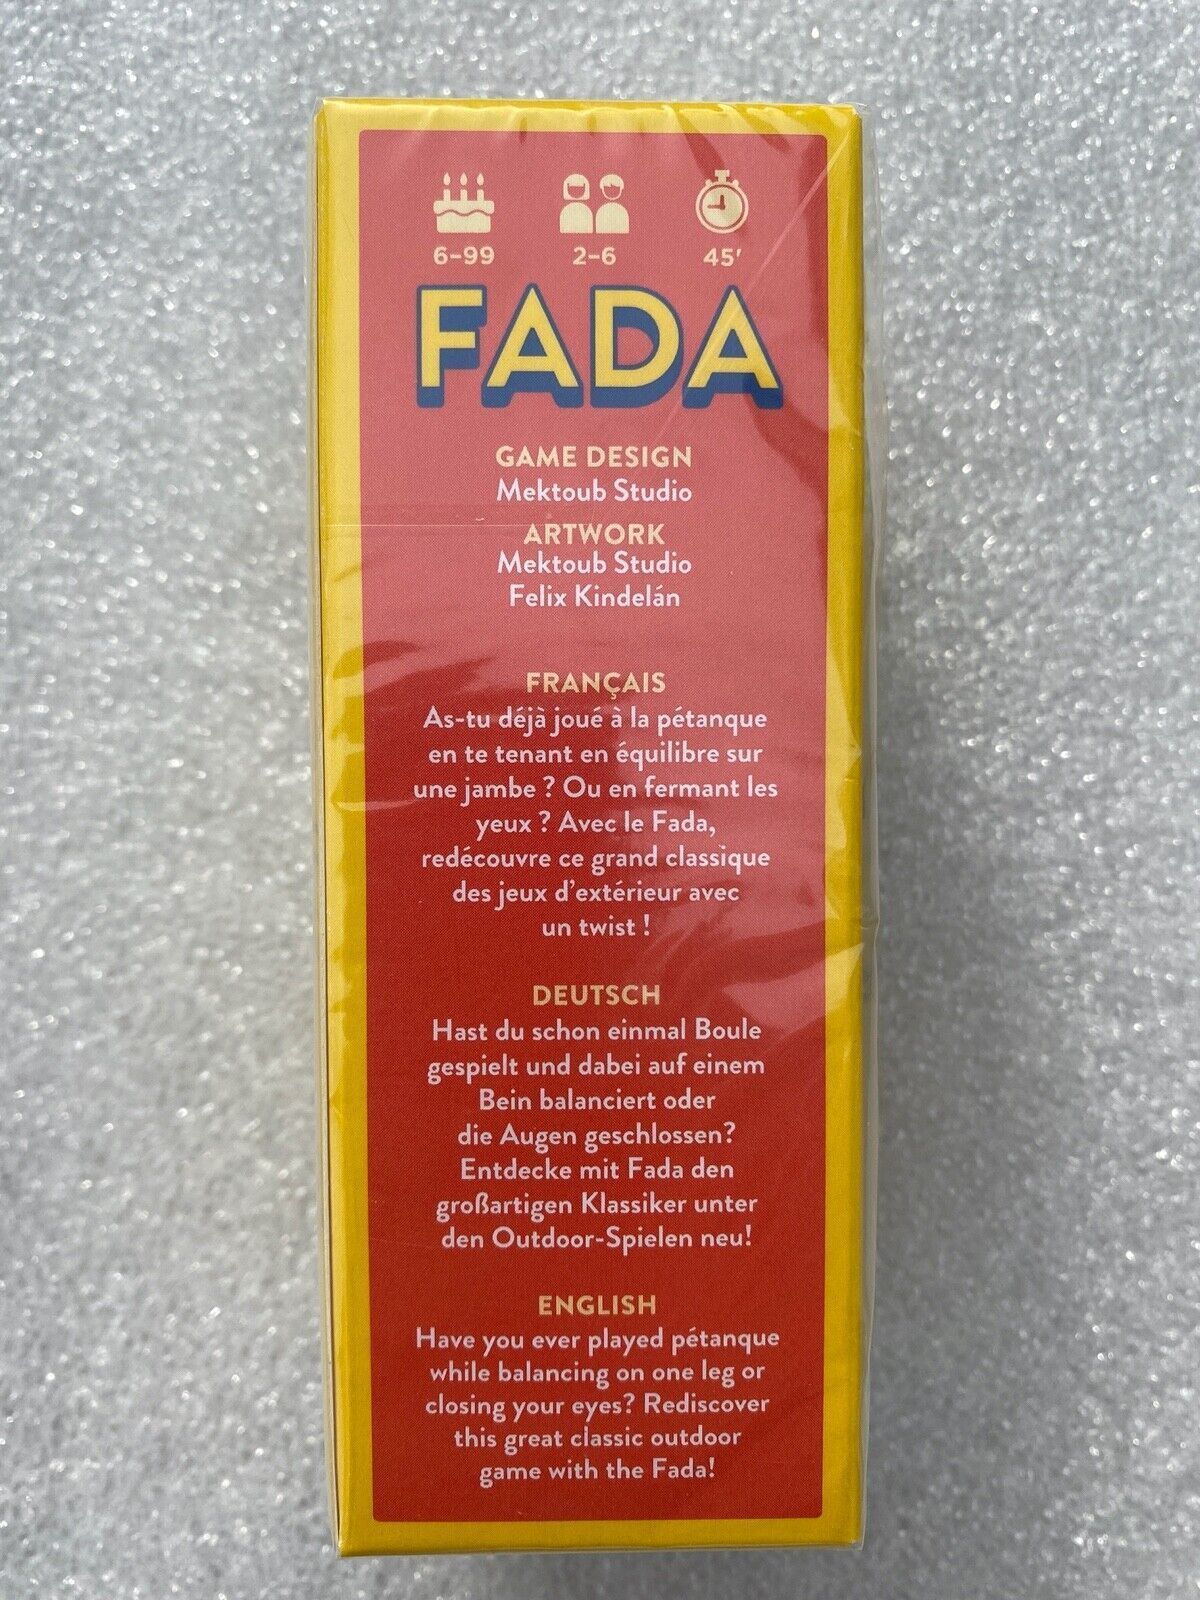 6-99 2-6 45'
FADA
GAME DESIGN
Mektoub Studio
ARTWORK
Mektoub Studio
Felix Kindelán
FRANÇAIS
As-tu déjà joué à la pétanque
en te tenant en équilibre sur
une jambe ? Ou en fermant les
yeux ? Avec le Fada,
redécouvre ce grand classique
des jeux d'extérieur avec
un twist !
DEUTSCH
Hast du schon einmal Boule
gespielt und dabei auf einem
Bein balanciert oder
die Augen geschlossen?
Entdecke mit Fada den
großartigen Klassiker unter
den Outdoor-Spielen neu!
ENGLISH
Have you ever played pétanque
while balancing on one leg or
closing your eyes? Rediscover
this great classic outdoor
game with the Fada!